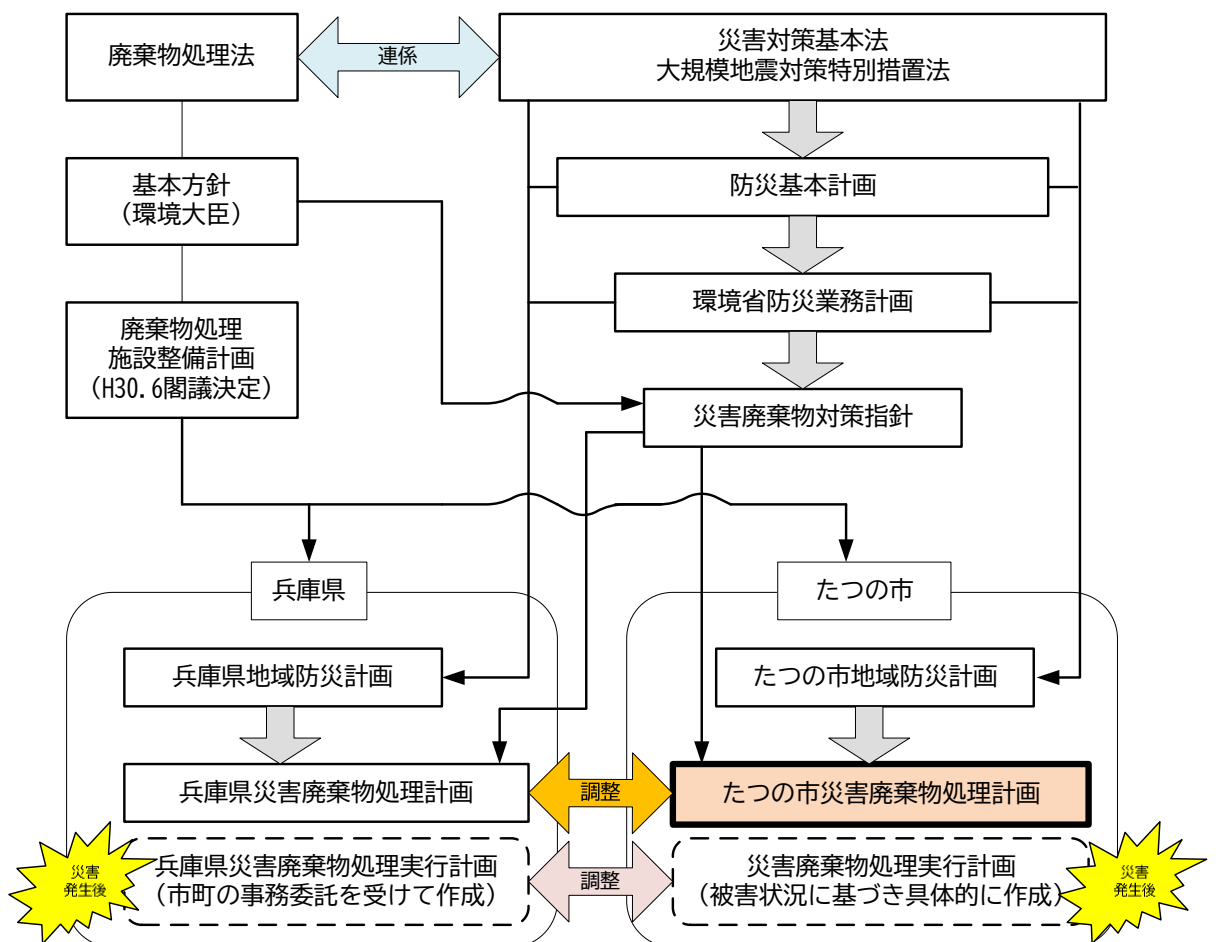 廃棄物処理法
連係
災害対策基本法
大規模地震対策特別措置法
基本方針
（環境大臣）
防災基本計画
廃棄物処理
施設整備計画
（H30.6閣議決定）
環境省防災業務計画
災害廃棄物対策指針
兵庫県
たつの市
兵庫県地域防災計画
たつの市地域防災計画
兵庫県災害廃棄物処理計画
調整
たつの市災害廃棄物処理計画
災害
発生後
兵庫県災害廃棄物処理実行計画
（市町の事務委託を受けて作成）
調整
災害廃棄物処理実行計画
（被害状況に基づき具体的に作成）
災害
発生後